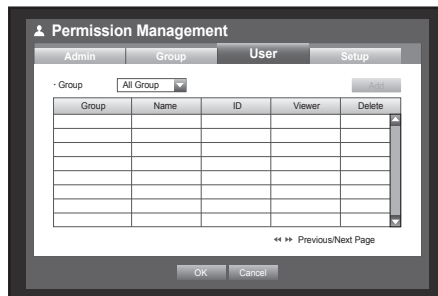 Permission Management
Admin Group User Setup
· Group All Group Add
Group Name ID Viewer Delete
Previous/Next Page
OK Cancel